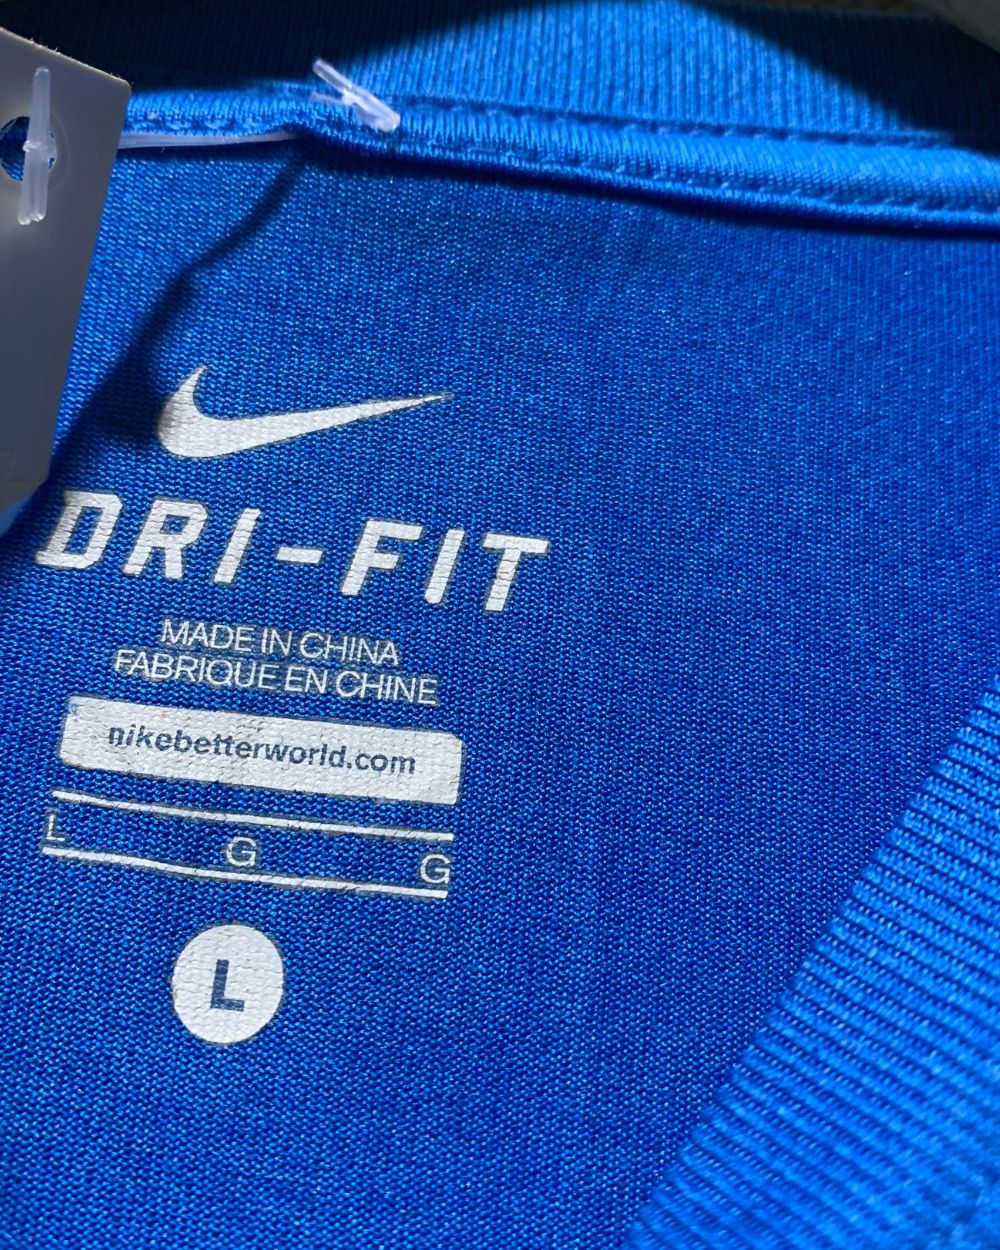 DRI-FIT
MADE IN CHINA
FABRIQUE EN CHINE
nikebetterworld.com
L G G
L